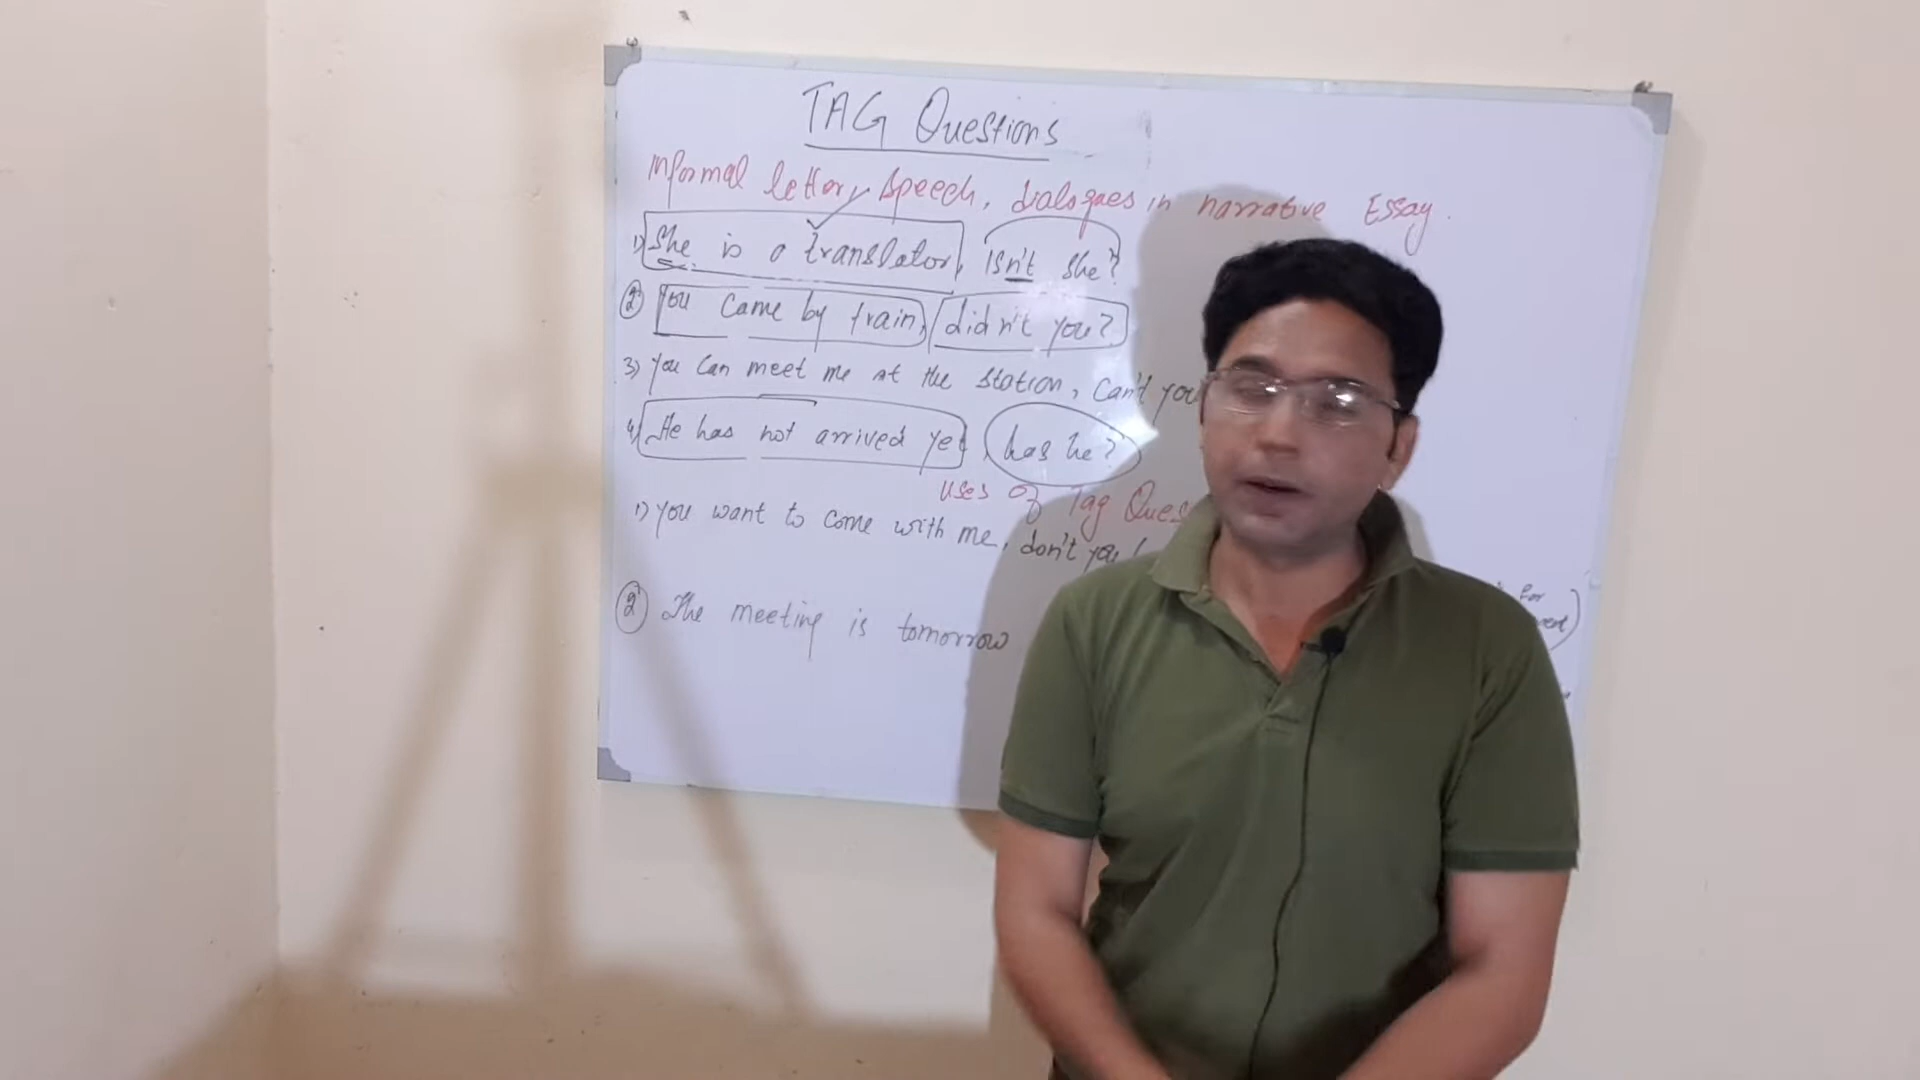 TAG Questions
Informal letter, Speech, dialogues in narrative Essay.
1) She is a translator, isn't she?
2 You came by train, didn't you?
3) You can meet me at the station, can't you
4) He has not arrived yet, has he?
Uses of Tag Ques
1) You want to come with me, don't you
for
2 The meeting is tomorrow